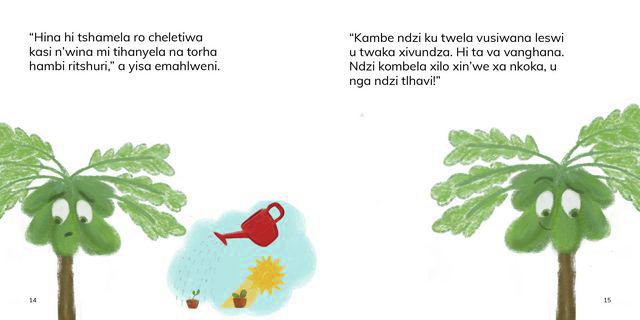 “Hina hi tshamela ro cheletiwa
kasi n’wina mi tihanyela na torha
hambi ritshuri,” a yisa emahlweni.
14
“Kambe ndzi ku twela vusiwana leswi
u twaka xivundza. Hi ta va vanghana.
Ndzi kombela xilo xin’we xa nkoka, u
nga ndzi tlhavi!”
15